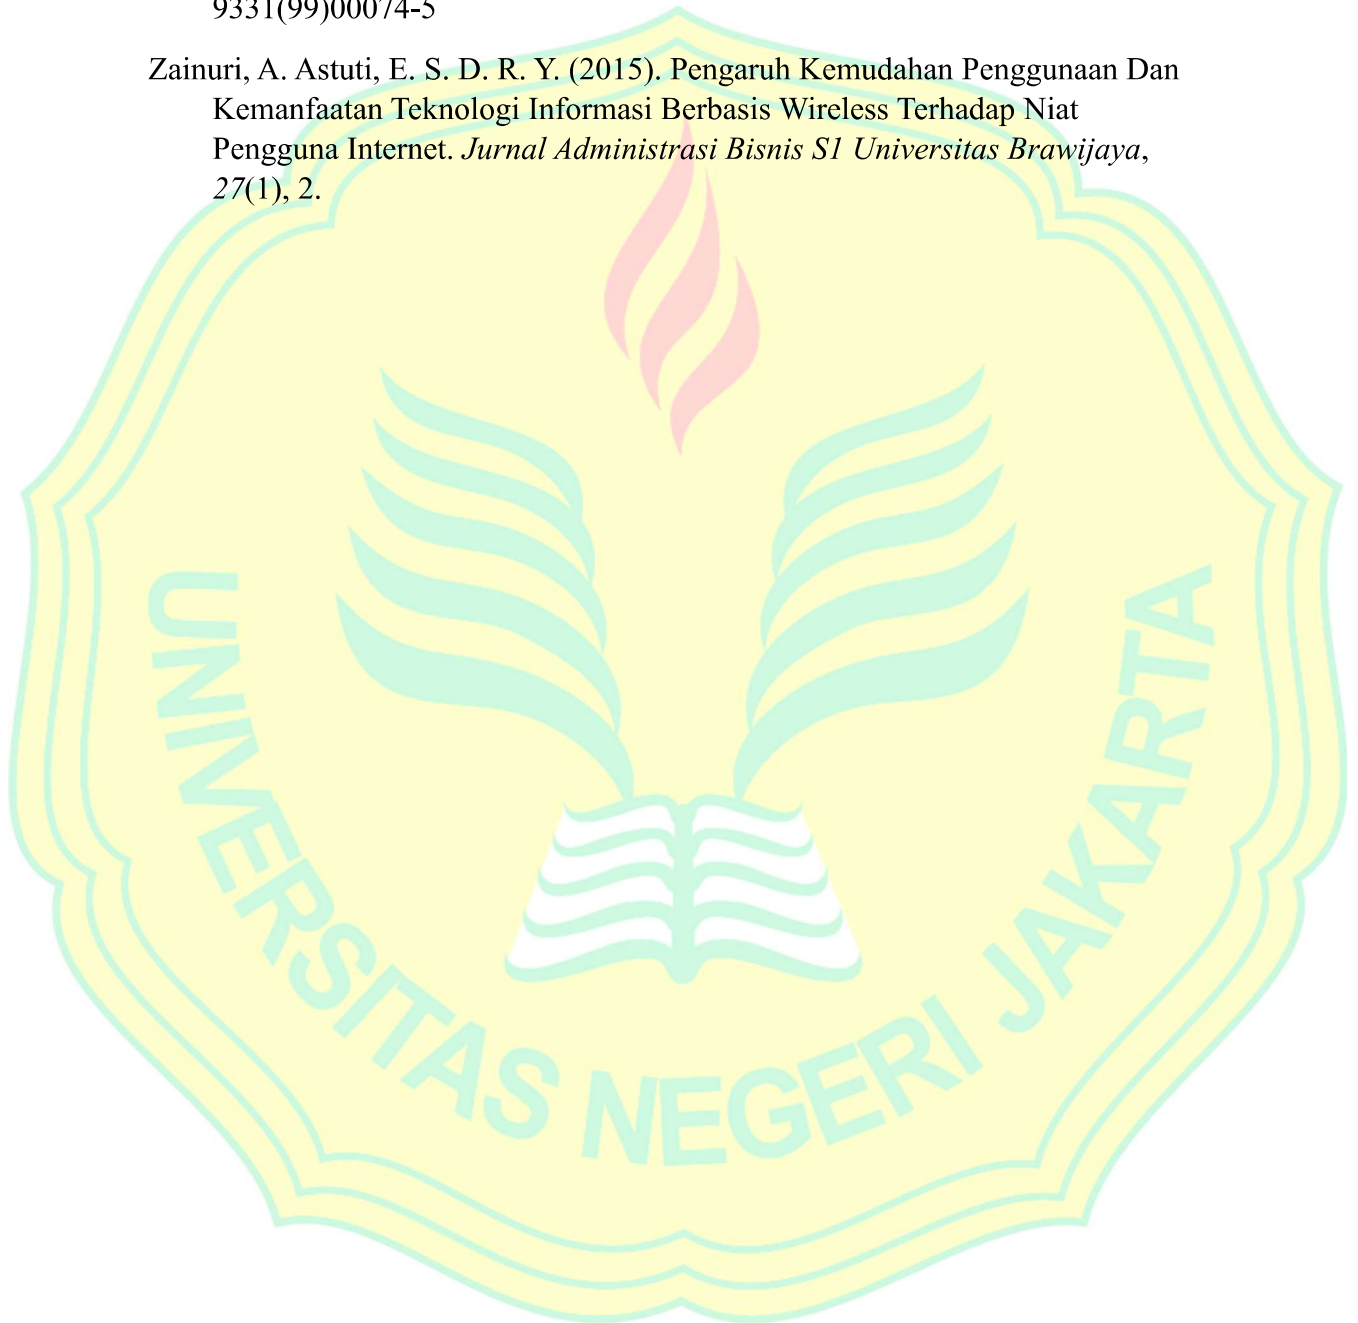 9331(99)00074-5
Zainuri, A. Astuti, E. S. D. R. Y. (2015). Pengaruh Kemudahan Penggunaan Dan
Kemanfaatan Teknologi Informasi Berbasis Wireless Terhadap Niat
Pengguna Internet. Jurnal Administrasi Bisnis S1 Universitas Brawijaya,
27(1), 2.
UNIVERSITAS NEGERI JAKARTA